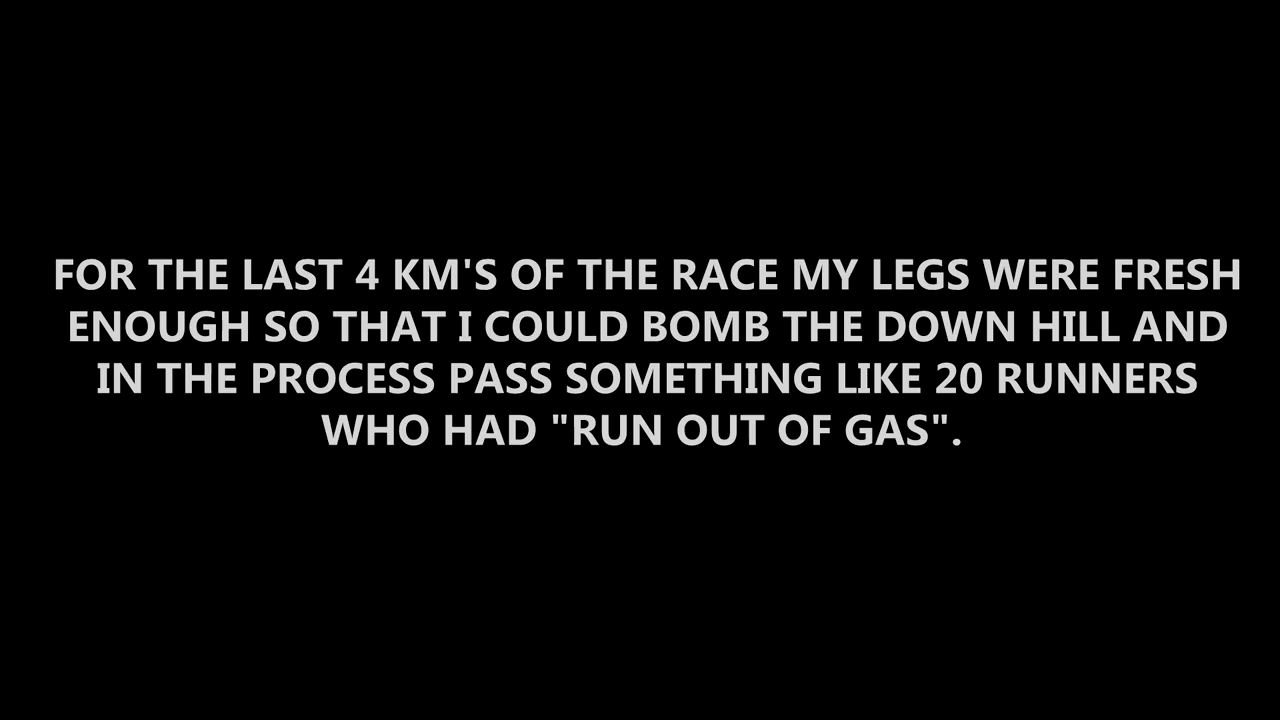 FOR THE LAST 4 KM'S OF THE RACE MY LEGS WERE FRESH
ENOUGH SO THAT I COULD BOMB THE DOWN HILL AND
IN THE PROCESS PASS SOMETHING LIKE 20 RUNNERS
WHO HAD "RUN OUT OF GAS".